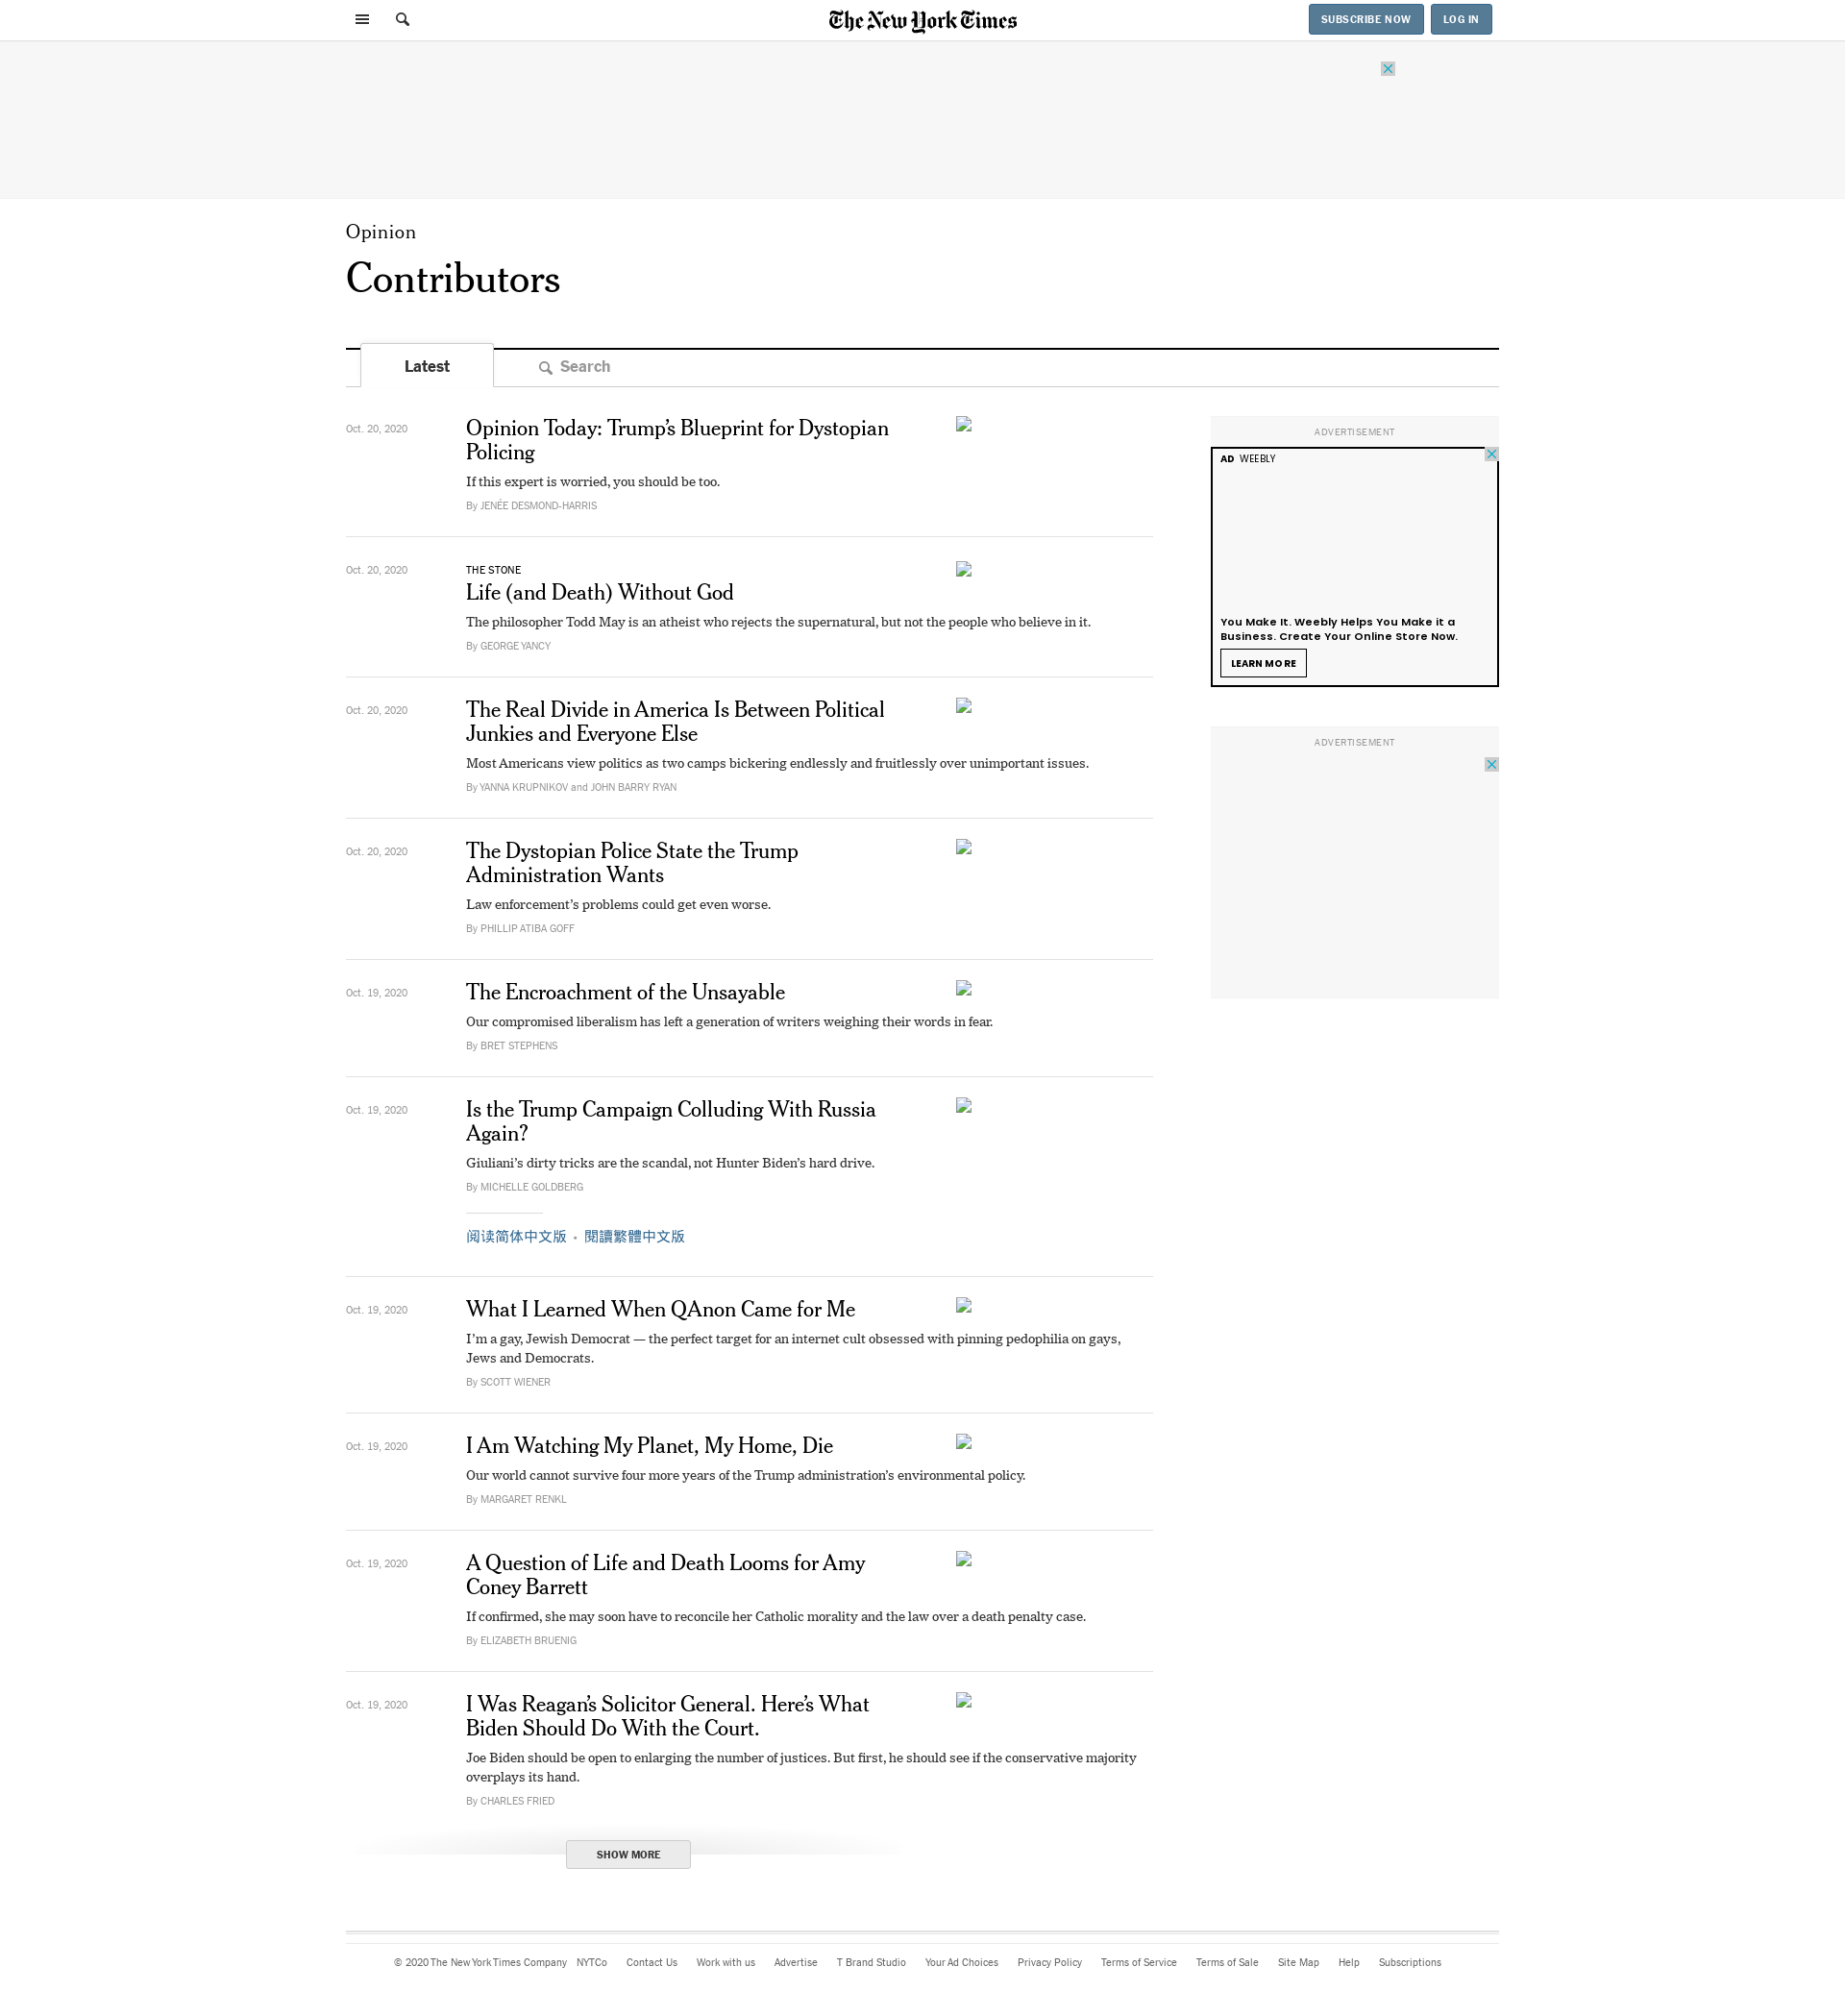 The New York Times
SUBSCRIBE NOW
LOG IN
Opinion
Contributors
Latest
Search
Oct. 20, 2020
Opinion Today: Trump’s Blueprint for Dystopian
Policing
If this expert is worried, you should be too.
By JENÉE DESMOND-HARRIS
Oct. 20, 2020
THE STONE
Life (and Death) Without God
The philosopher Todd May is an atheist who rejects the supernatural, but not the people who believe in it.
By GEORGE YANCY
Oct. 20, 2020
The Real Divide in America Is Between Political
Junkies and Everyone Else
Most Americans view politics as two camps bickering endlessly and fruitlessly over unimportant issues.
By YANNA KRUPNIKOV and JOHN BARRY RYAN
Oct. 20, 2020
The Dystopian Police State the Trump
Administration Wants
Law enforcement’s problems could get even worse.
By PHILLIP ATIBA GOFF
Oct. 19, 2020
The Encroachment of the Unsayable
Our compromised liberalism has left a generation of writers weighing their words in fear.
By BRET STEPHENS
Oct. 19, 2020
Is the Trump Campaign Colluding With Russia
Again?
Giuliani’s dirty tricks are the scandal, not Hunter Biden’s hard drive.
By MICHELLE GOLDBERG
阅读简体中文版 • 閱讀繁體中文版
Oct. 19, 2020
What I Learned When QAnon Came for Me
I’m a gay, Jewish Democrat — the perfect target for an internet cult obsessed with pinning pedophilia on gays,
Jews and Democrats.
By SCOTT WIENER
Oct. 19, 2020
I Am Watching My Planet, My Home, Die
Our world cannot survive four more years of the Trump administration’s environmental policy.
By MARGARET RENKL
Oct. 19, 2020
A Question of Life and Death Looms for Amy
Coney Barrett
If confirmed, she may soon have to reconcile her Catholic morality and the law over a death penalty case.
By ELIZABETH BRUENIG
Oct. 19, 2020
I Was Reagan’s Solicitor General. Here’s What
Biden Should Do With the Court.
Joe Biden should be open to enlarging the number of justices. But first, he should see if the conservative majority
overplays its hand.
By CHARLES FRIED
SHOW MORE
ADVERTISEMENT
AD WEEBLY
You Make It. Weebly Helps You Make it a
Business. Create Your Online Store Now.
LEARN MORE
ADVERTISEMENT
© 2020 The New York Times Company NYTCo Contact Us Work with us Advertise T Brand Studio Your Ad Choices Privacy Policy Terms of Service Terms of Sale Site Map Help Subscriptions